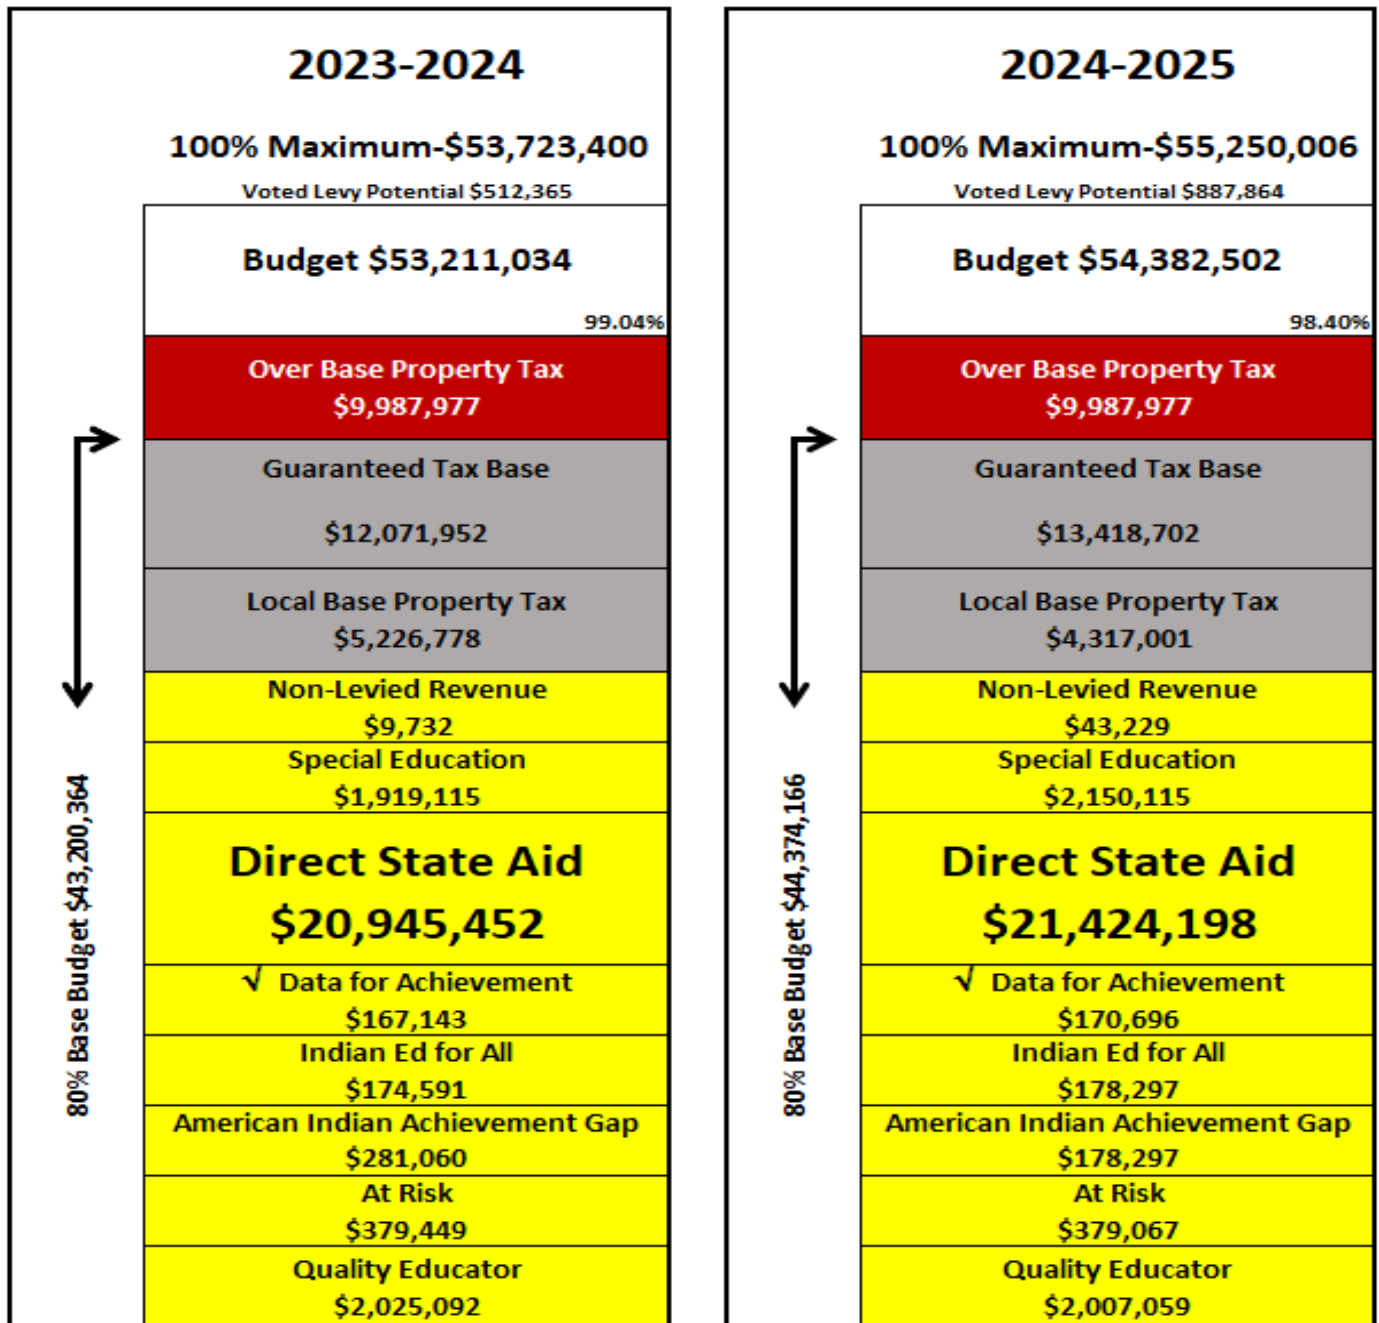 2023-2024
100% Maximum-$53,723,400
Voted Levy Potential $512,365
Budget $53,211,034
99.04%
Over Base Property Tax
$9,987,977
Guaranteed Tax Base
$12,071,952
Local Base Property Tax
$5,226,778
Non-Levied Revenue
$9,732
Special Education
$1,919,115
Direct State Aid
$20,945,452
√ Data for Achievement
$167,143
Indian Ed for All
$174,591
American Indian Achievement Gap
$281,060
At Risk
$379,449
Quality Educator
$2,025,092
80% Base Budget $43,200,364
2024-2025
100% Maximum-$55,250,006
Voted Levy Potential $887,864
Budget $54,382,502
98.40%
Over Base Property Tax
$9,987,977
Guaranteed Tax Base
$13,418,702
Local Base Property Tax
$4,317,001
Non-Levied Revenue
$43,229
Special Education
$2,150,115
Direct State Aid
$21,424,198
√ Data for Achievement
$170,696
Indian Ed for All
$178,297
American Indian Achievement Gap
$178,297
At Risk
$379,067
Quality Educator
$2,007,059
80% Base Budget $44,374,166